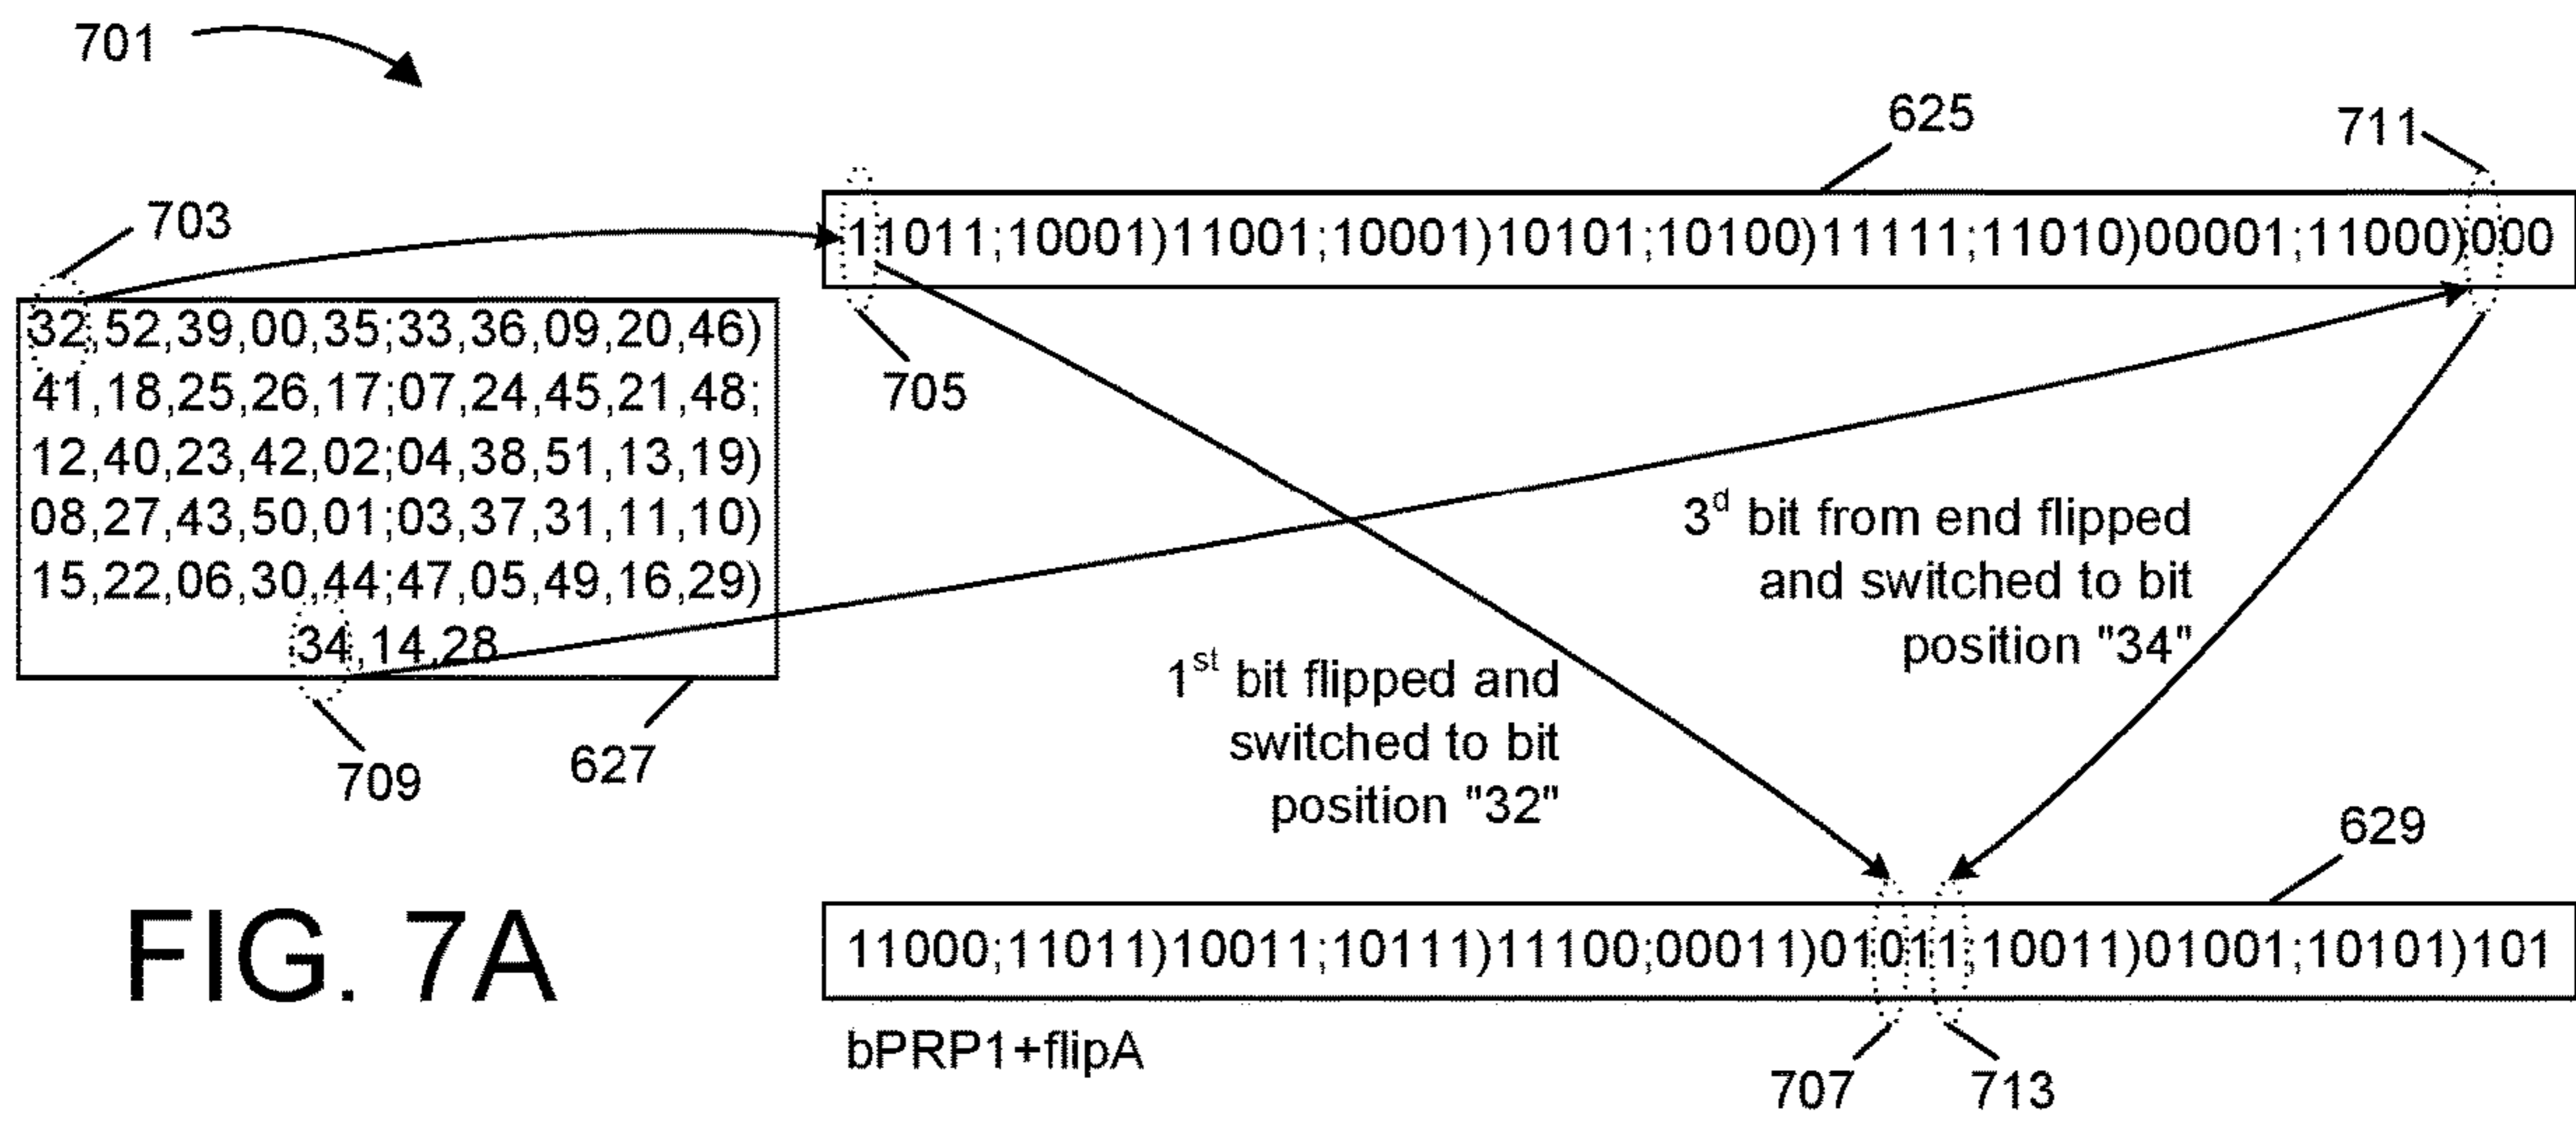 701
625
711
703
11011;10001)11001;10001)10101;10100)11111;11010)00001;11000)000
32,52,39,00,35;33,36,09,20,46)
41,18,25,26,17;07,24,45,21,48;
12,40,23,42,02;04,38,51,13,19)
08,27,43,50,01;03,37,31,11,10)
15,22,06,30,44;47,05,49,16,29)
34,14,28
705
709
627
3d bit from end flipped
and switched to bit
position "34"
1st bit flipped and
switched to bit
position "32"
629
FIG. 7A
11000;11011)10011;10111)11100;00011)01011;10011)01001;10101)101
bPRP1+flipA
707
713